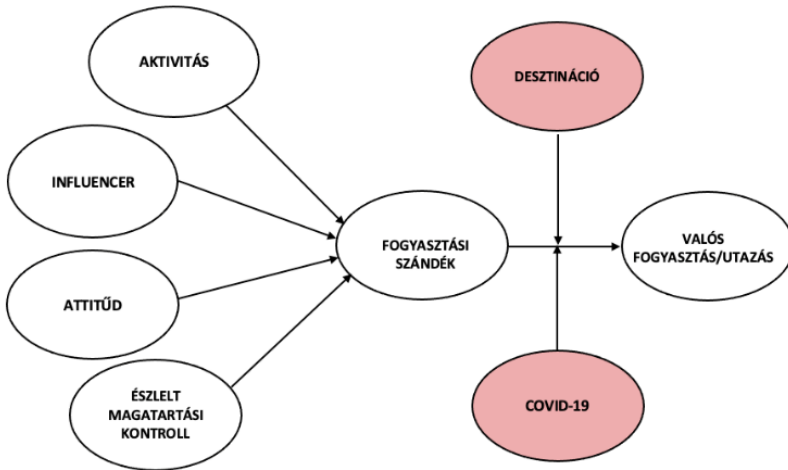 AKTIVITÁS
DESZTINÁCIÓ
INFLUENCER
FOGYASZTÁSI
SZÁNDÉK
VALÓS
FOGYASZTÁS/UTAZÁS
ATTITŰD
ÉSZLELT
MAGATARTÁSI
KONTROLL
COVID-19